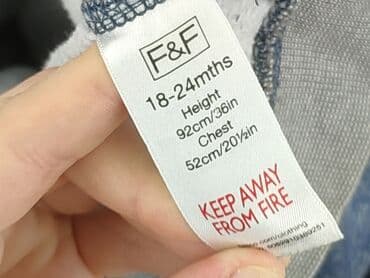 F&F
18-24mths
Height
92cm/36in
Chest
52cm/20½in
KEEP AWAY
FROM FIRE